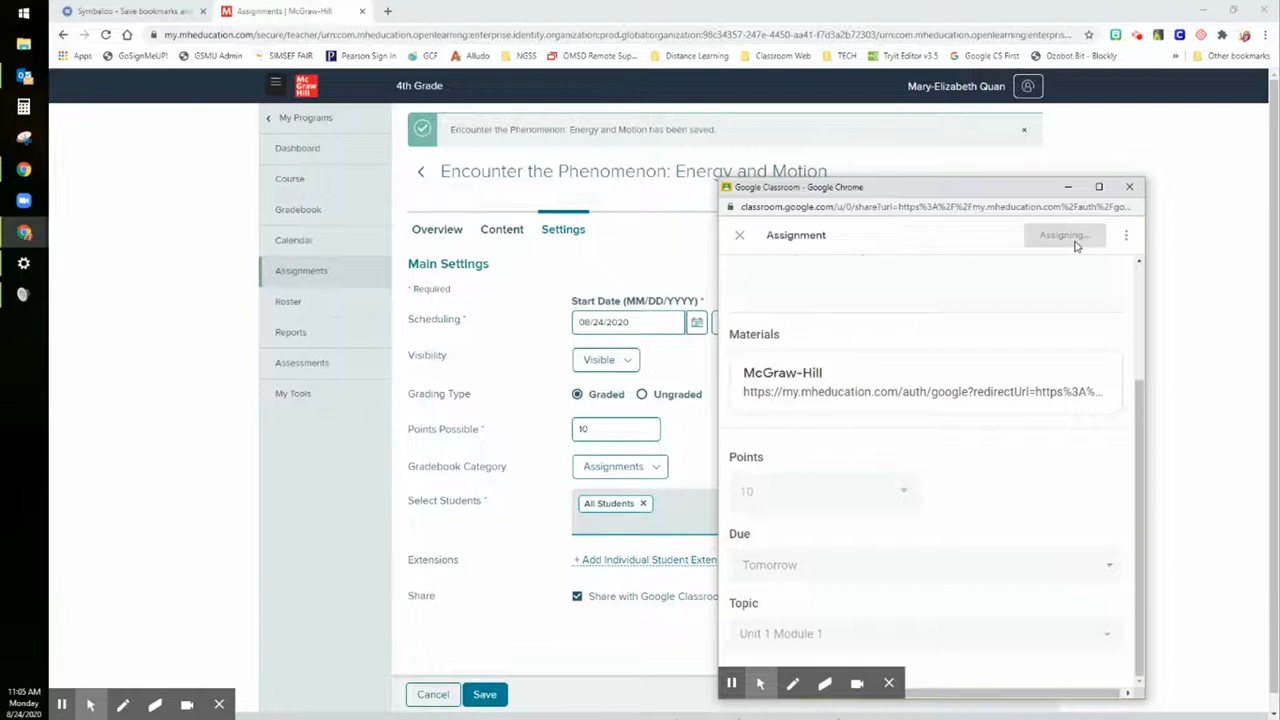 Symbaloo - Save bookmarks and
Assignments | McGraw-Hill
my.mheducation.com/secure/teacher/urn:com.mheducation.openlearning:enterprise.identity.organization:prod.globalorganization:98c34357-247e-4450-aa41-f7d3a2b72303/urn:com.mheducation.openlearning:enterpris...
Apps
GoSignMeUP!
GSMU Admin
SIMSEF FAIR
Pearson Sign In
GCF
Alludo
NGSS
OMSD Remote Sup...
Distance Learning
Classroom Web
TECH
TryIt Editor v3.5
Google CS First
Ozobot Bit - Blockly
»
Other bookmarks
Mc
Graw
Hill
4th Grade
Mary-Elizabeth Quan
My Programs
Dashboard
Course
Gradebook
Calendar
Assignments
Roster
Reports
Assessments
My Tools
Encounter the Phenomenon Energy and Motion has been saved.
Encounter the Phenomenon: Energy and Motion
Overview
Content
Settings
Main Settings
* Required
Start Date (MM/DD/YYYY) *
Scheduling *
08/24/2020
Visibility
Visible
Grading Type
Graded
Ungraded
Points Possible *
10
Gradebook Category
Assignments
Select Students *
All Students ×
Extensions
+ Add Individual Student Exten
Share
Share with Google Classroo
Cancel
Save
Google Classroom - Google Chrome
classroom.google.com/u/0/share?url=https%3A%2F%2Fmy.mheducation.com%2Fauth%2Fgo...
Assignment
Assigning...
Materials
McGraw-Hill
https://my.mheducation.com/auth/google?redirectUrl=https%3A%...
Points
10
Due
Tomorrow
Topic
Unit 1 Module 1
11:05 AM
Monday
8/24/2020